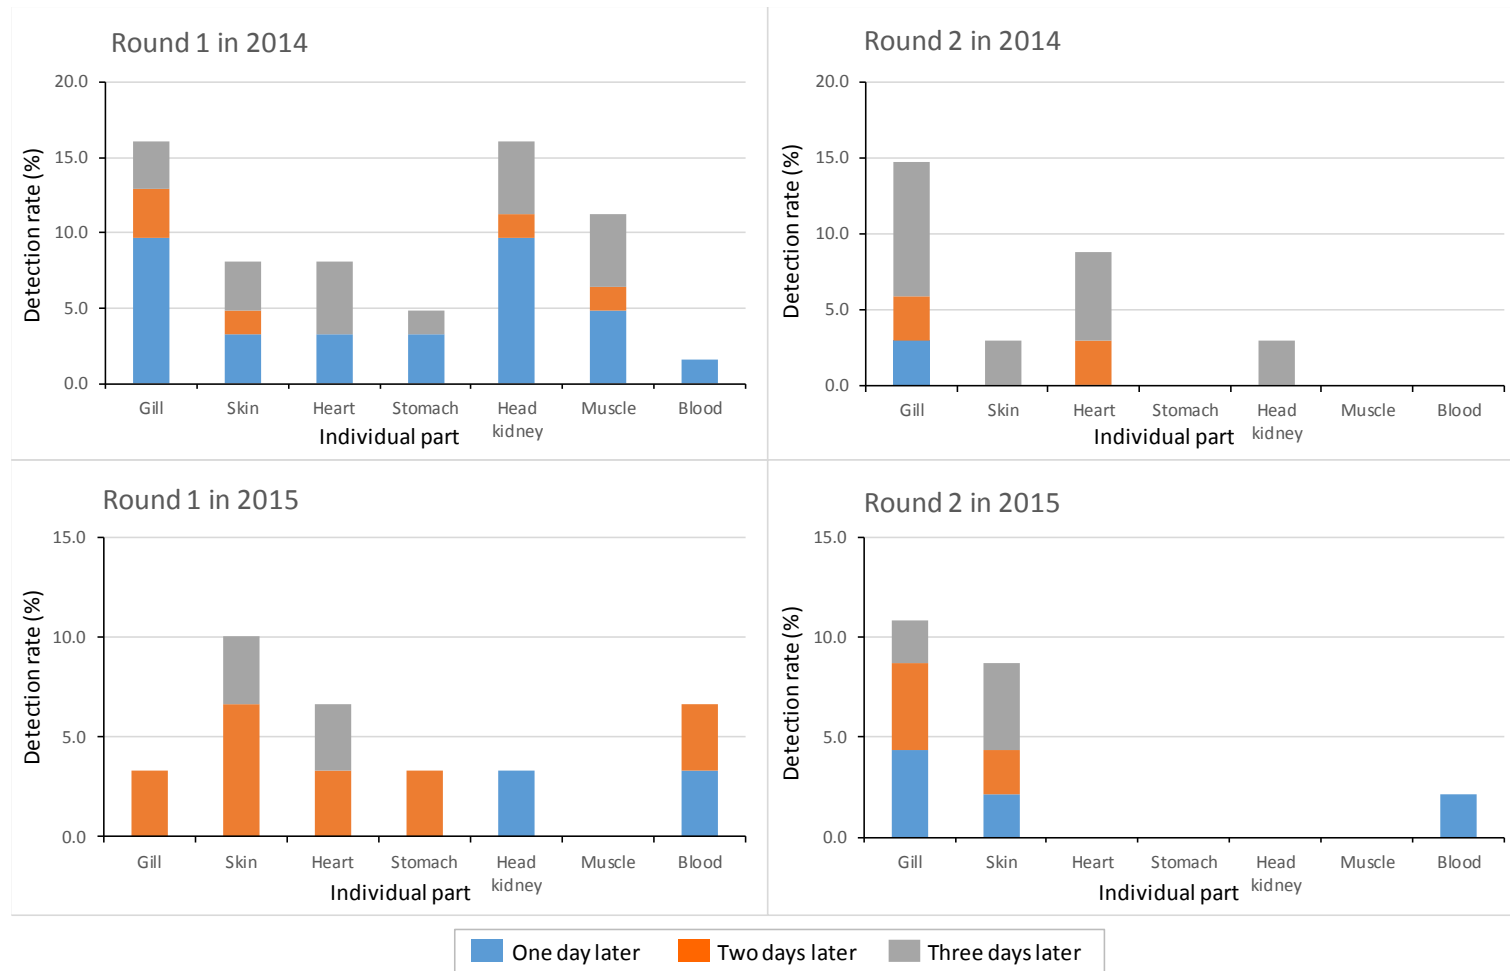 Round 1 in 2014
20.0
15.0
10.0
5.0
0.0
Detection rate (%)
Gill Skin Heart Stomach Head kidney Muscle Blood
Individual part
Round 2 in 2014
20.0
15.0
10.0
5.0
0.0
Detection rate (%)
Gill Skin Heart Stomach Head kidney Muscle Blood
Individual part
Round 1 in 2015
15.0
10.0
5.0
0.0
Detection rate (%)
Gill Skin Heart Stomach Head kidney Muscle Blood
Individual part
Round 2 in 2015
15.0
10.0
5.0
0.0
Detection rate (%)
Gill Skin Heart Stomach Head kidney Muscle Blood
Individual part
One day later Two days later Three days later